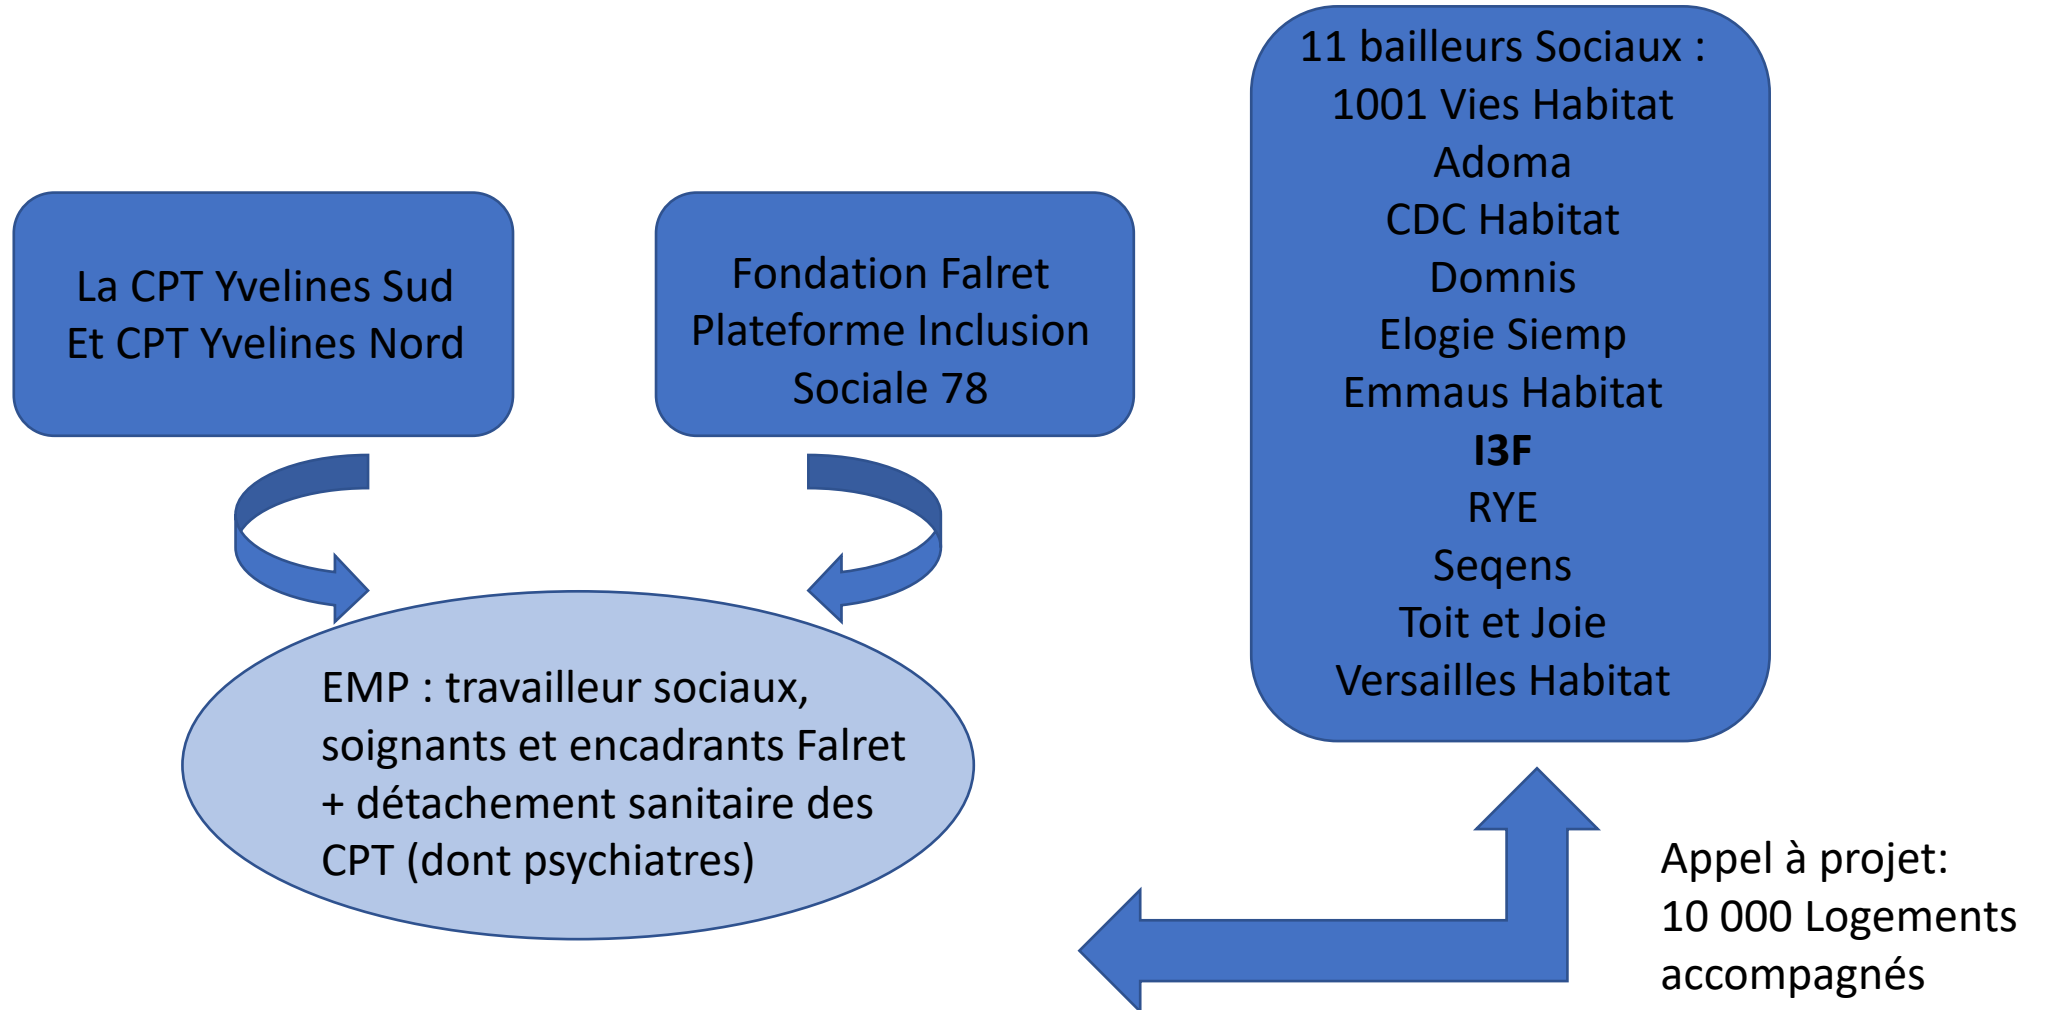 La CPT Yvelines Sud
Et CPT Yvelines Nord
Fondation Falret
Plateforme Inclusion
Sociale 78
11 bailleurs Sociaux :
1001 Vies Habitat
Adoma
CDC Habitat
Domnis
Elogie Siemp
Emmaus Habitat
I3F
RYE
Seqens
Toit et Joie
Versailles Habitat
EMP : travailleur sociaux,
soignants et encadrants Falret
+ détachement sanitaire des
CPT (dont psychiatres)
Appel à projet:
10 000 Logements
accompagnés